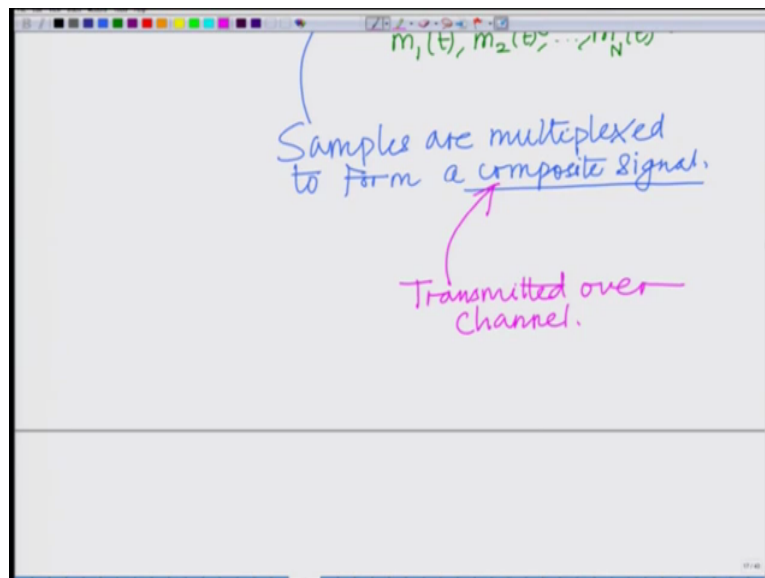 m₁(t), m₂(t), ..., m_N(t)
Samples are multiplexed
to form a composite signal.
Transmitted over
channel.